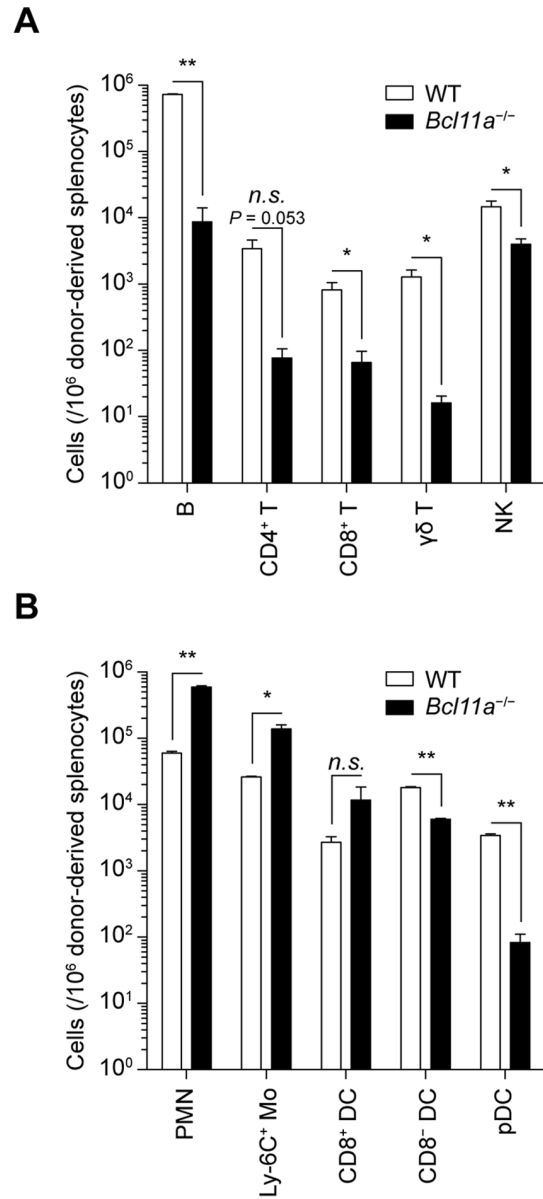 A
Cells (/10⁶ donor-derived splenocytes)
10⁶
10⁵
10⁴
10³
10²
10¹
10⁰
WT
Bcl11a⁻/⁻
**
n.s.
P = 0.053
*
*
*
B
CD4⁺ T
CD8⁺ T
γδ T
NK
B
Cells (/10⁶ donor-derived splenocytes)
10⁶
10⁵
10⁴
10³
10²
10¹
10⁰
WT
Bcl11a⁻/⁻
**
*
n.s.
**
**
PMN
Ly-6C⁺ Mo
CD8⁺ DC
CD8⁻ DC
pDC